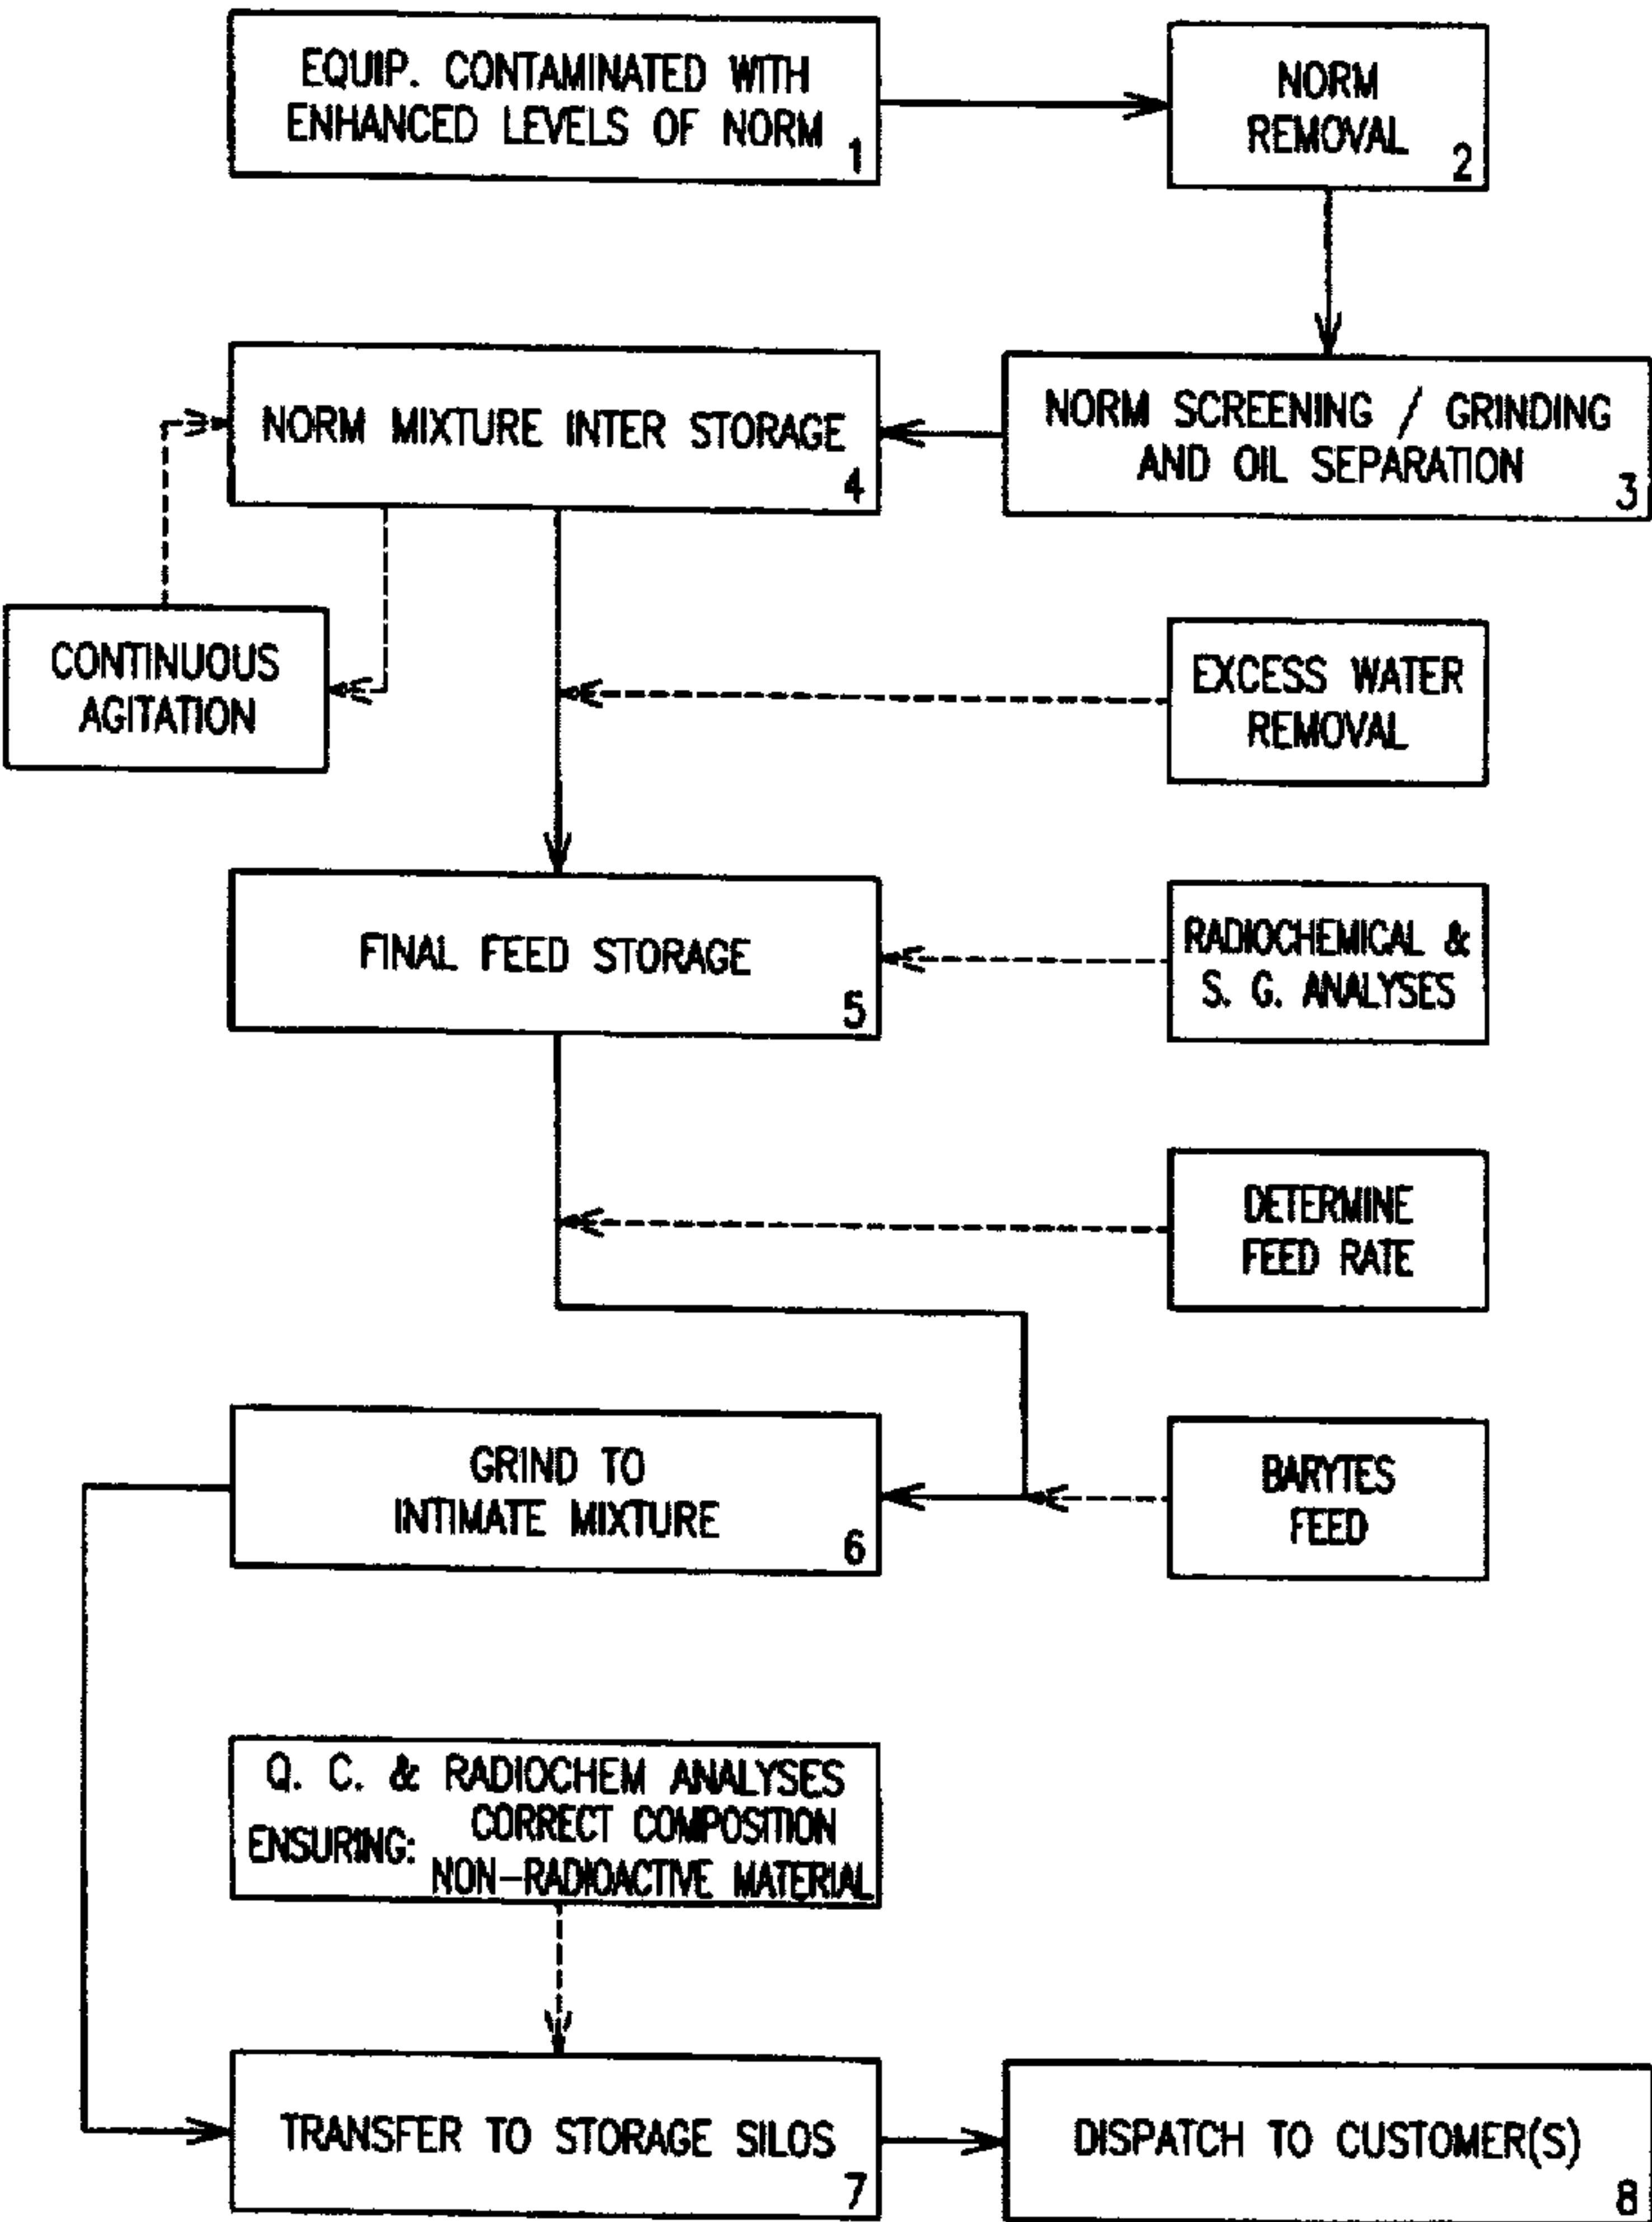 EQUIP. CONTAMINATED WITH
ENHANCED LEVELS OF NORM
1
NORM
REMOVAL
2
NORM MIXTURE INTER STORAGE
4
NORM SCREENING / GRINDING
AND OIL SEPARATION
3
CONTINUOUS
AGITATION
EXCESS WATER
REMOVAL
FINAL FEED STORAGE
5
RADIOCHEMICAL &
S. G. ANALYSES
DETERMINE
FEED RATE
GRIND TO
INTIMATE MIXTURE
6
BARYTES
FEED
Q. C. & RADIOCHEM ANALYSES
ENSURING: CORRECT COMPOSITION
NON-RADIOACTIVE MATERIAL
TRANSFER TO STORAGE SILOS
7
DISPATCH TO CUSTOMER(S)
8